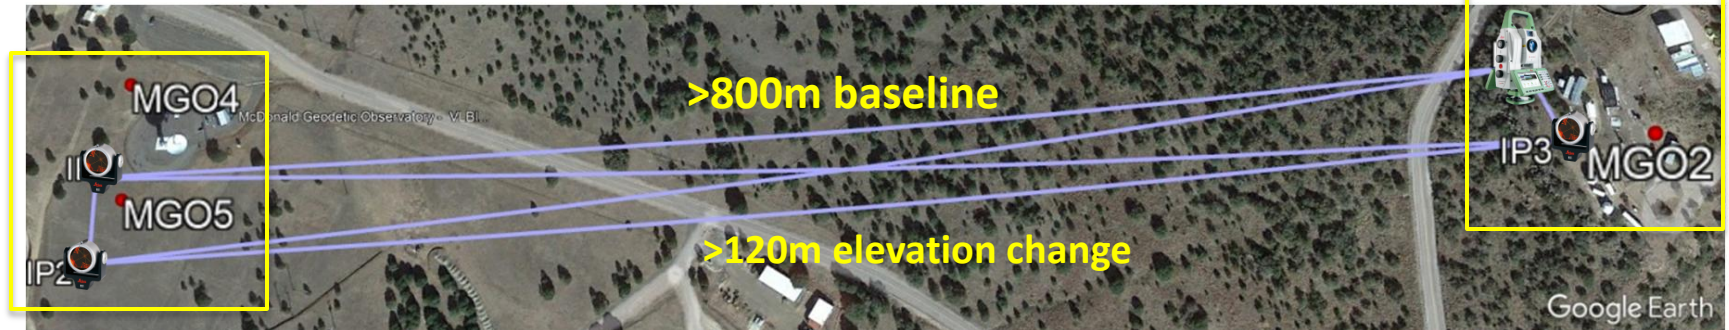 MGO4
McDonald Geodetic Observatory - VLBI...
MGO5
IP2
>800m baseline
>120m elevation change
IP3
MGO2
Google Earth